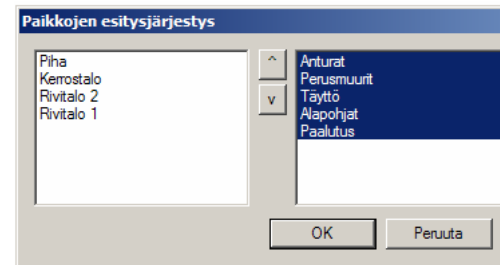 Paikkojen esitysjärjestys
Piha
Kerrostalo
Rivitalo 2
Rivitalo 1
^
v
Anturat
Perusmuurit
Täyttö
Alapohjat
Paalutus
OK
Peruuta